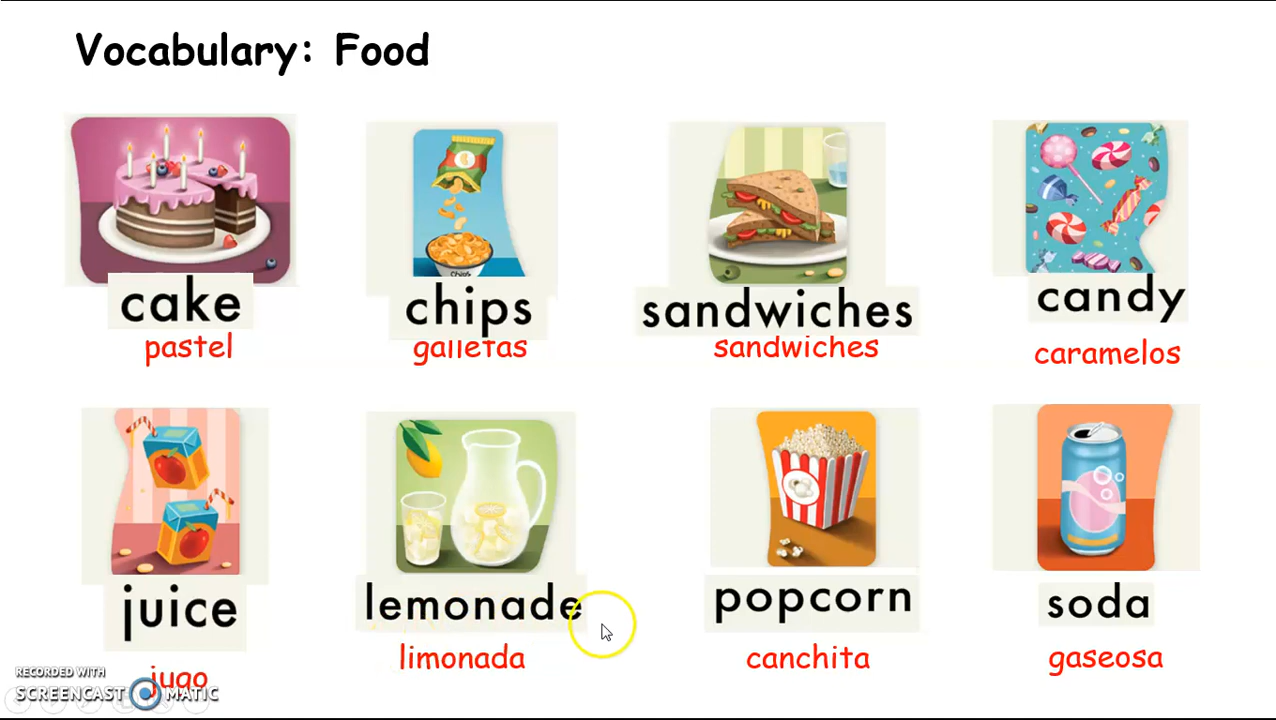 Vocabulary: Food
Chips
cake
chips
sandwiches
candy
pastel
galletas
sandwiches
caramelos
juice
lemonade
popcorn
soda
jugo
limonada
canchita
gaseosa
RECORDED WITH
SCREENCAST MATIC